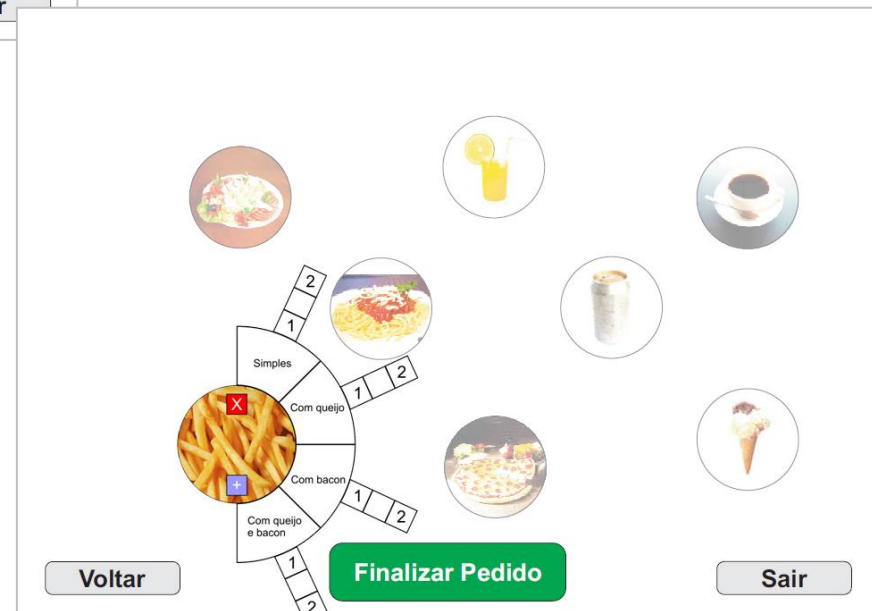 r
2
1
Simples
1 2
Com queijo
X
+
Com bacon
1
2
Com queijo
e bacon
1
2
Voltar
Finalizar Pedido
Sair